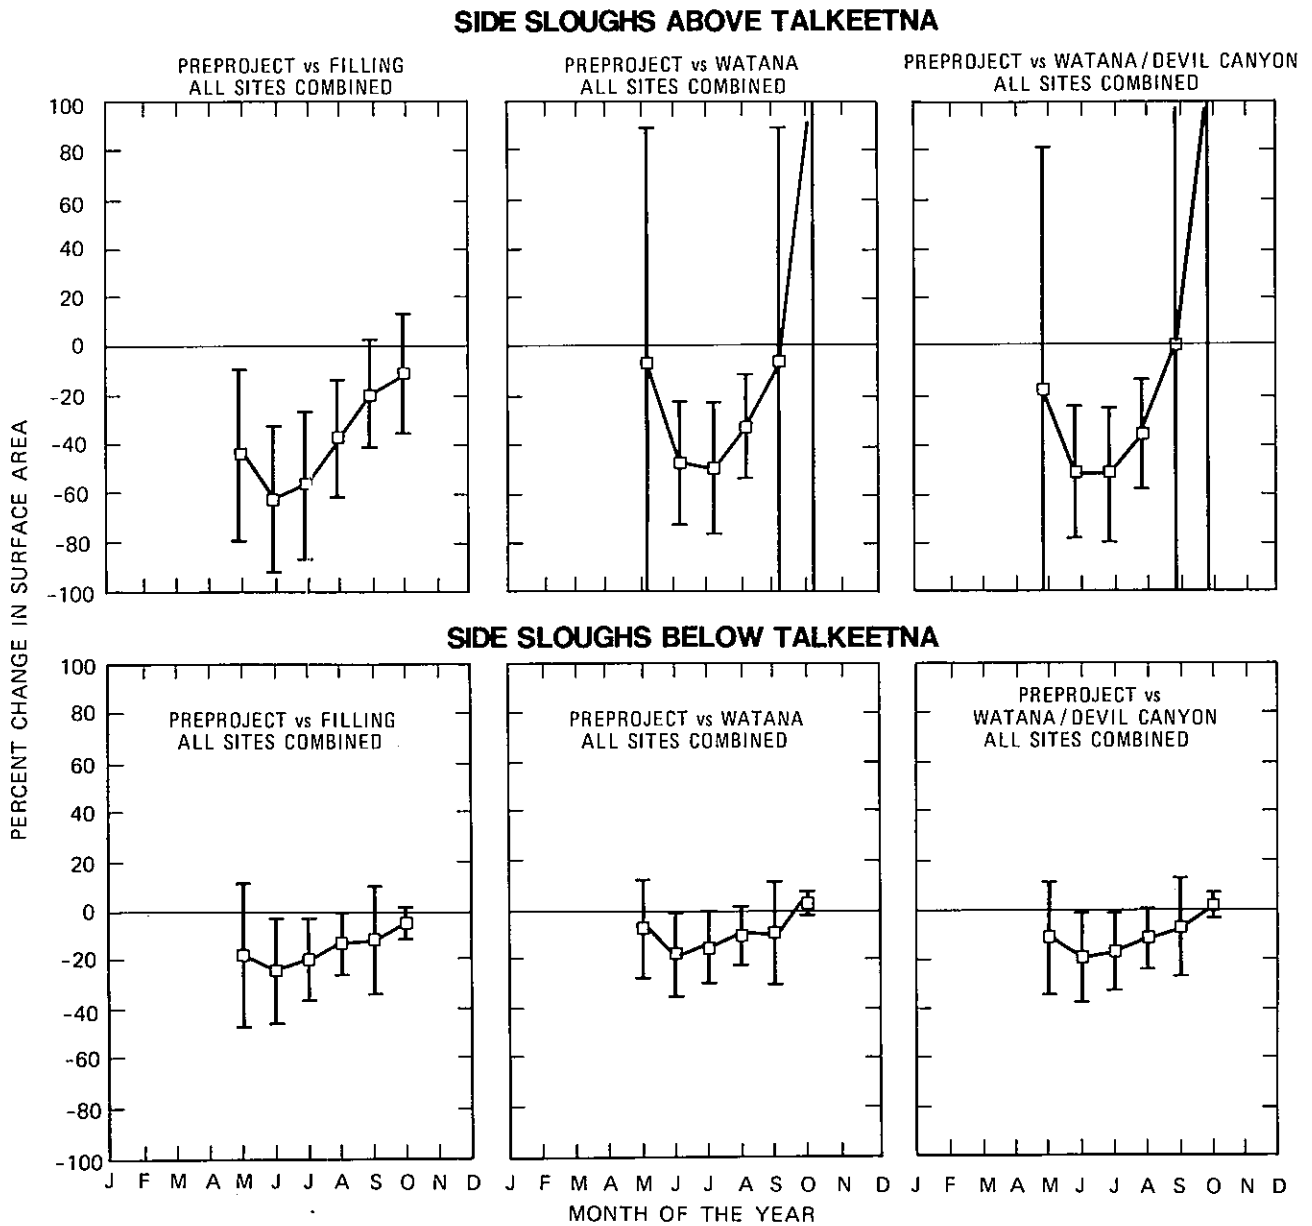 SIDE SLOUGHS ABOVE TALKEETNA
PREPROJECT vs FILLING
ALL SITES COMBINED
PREPROJECT vs WATANA
ALL SITES COMBINED
PREPROJECT vs WATANA/DEVIL CANYON
ALL SITES COMBINED
100
80
60
40
20
0
-20
-40
-60
-80
-100
J F M A M J J A S O N D
J F M A M J J A S O N D
J F M A M J J A S O N D
SIDE SLOUGHS BELOW TALKEETNA
PREPROJECT vs FILLING
ALL SITES COMBINED
PREPROJECT vs WATANA
ALL SITES COMBINED
PREPROJECT vs
WATANA/DEVIL CANYON
ALL SITES COMBINED
100
80
60
40
20
0
-20
-40
-60
-80
-100
J F M A M J J A S O N D
J F M A M J J A S O N D
J F M A M J J A S O N D
PERCENT CHANGE IN SURFACE AREA
MONTH OF THE YEAR